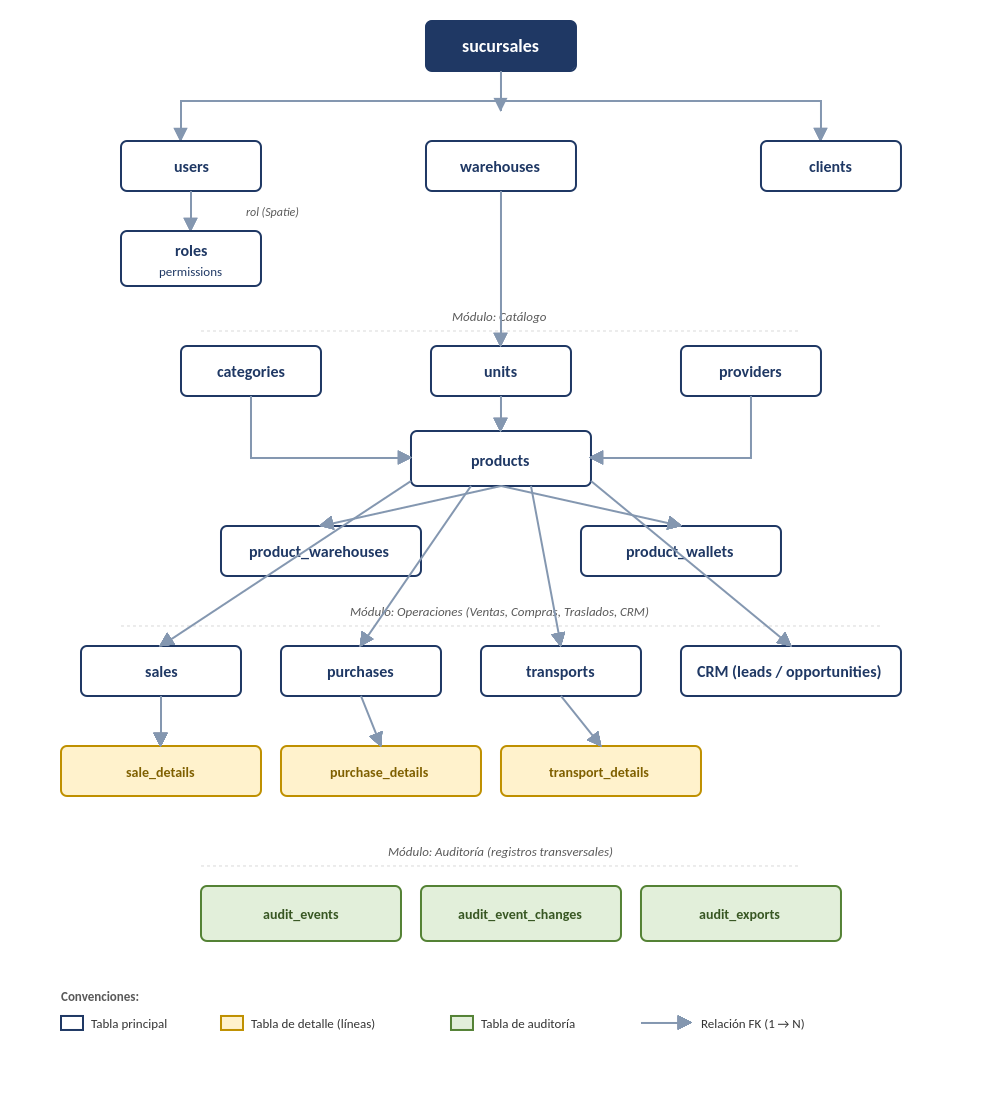 sucursales
users
warehouses
clients
rol (Spatie)
roles
permissions
Módulo: Catálogo
categories
units
providers
products
product_warehouses
product_wallets
Módulo: Operaciones (Ventas, Compras, Traslados, CRM)
sales
purchases
transports
CRM (leads / opportunities)
sale_details
purchase_details
transport_details
Módulo: Auditoría (registros transversales)
audit_events
audit_event_changes
audit_exports
Convenciones:
Tabla principal
Tabla de detalle (líneas)
Tabla de auditoría
Relación FK (1 → N)